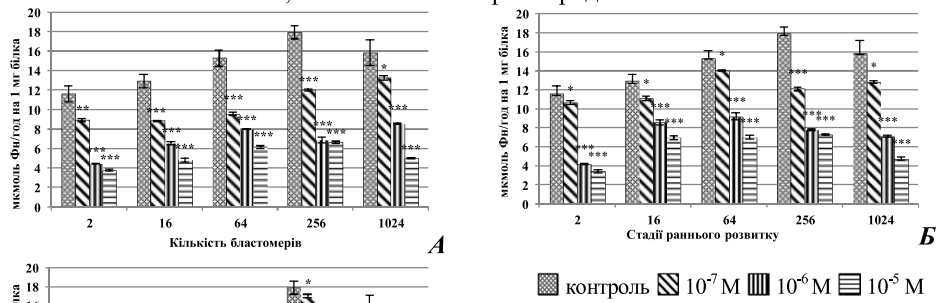 мкмоль Фн/год на 1 мг білка
20
18
16
14
12
10
8
6
4
2
0
** *** ***
*** *** ***
*** *** ***
*** *** ***
* *** ***
2 16 64 256 1024
Кількість бластомерів
А
мкмоль Фн/год на 1 мг білка
20
18
16
14
12
10
8
6
4
2
0
* *** ***
* *** ***
* *** ***
*** *** ***
* *** ***
2 16 64 256 1024
Стадії раннього розвитку
Б
20
18
16
*
контроль 10⁻⁷ М 10⁻⁶ М 10⁻⁵ М